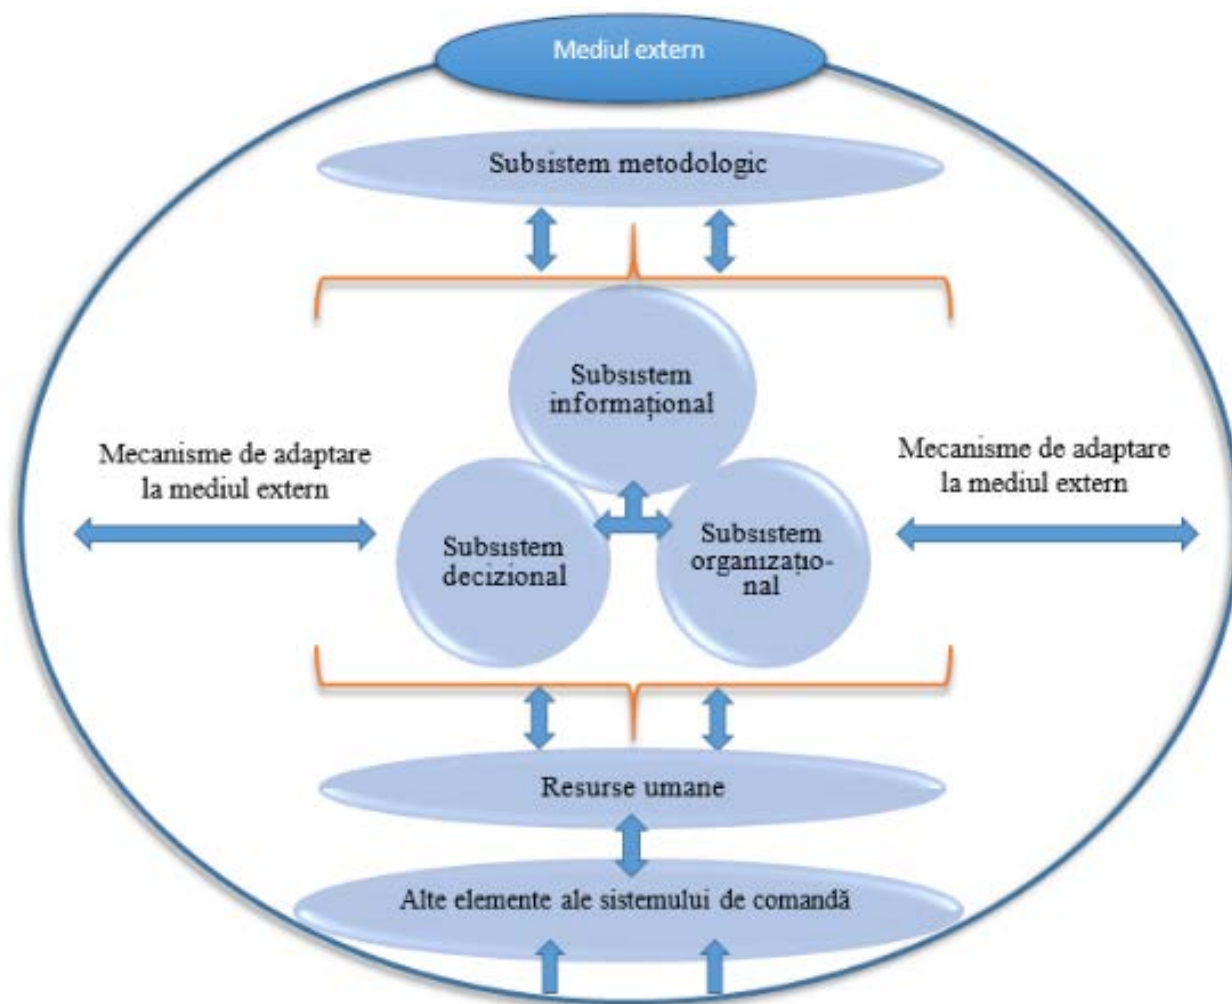 Mediul extern
Subsistem metodologic
Subsistem
informațional
Mecanisme de adaptare
la mediul extern
Mecanisme de adaptare
la mediul extern
Subsistem
decizional
Subsistem
organizațio-
nal
Resurse umane
Alte elemente ale sistemului de comandă